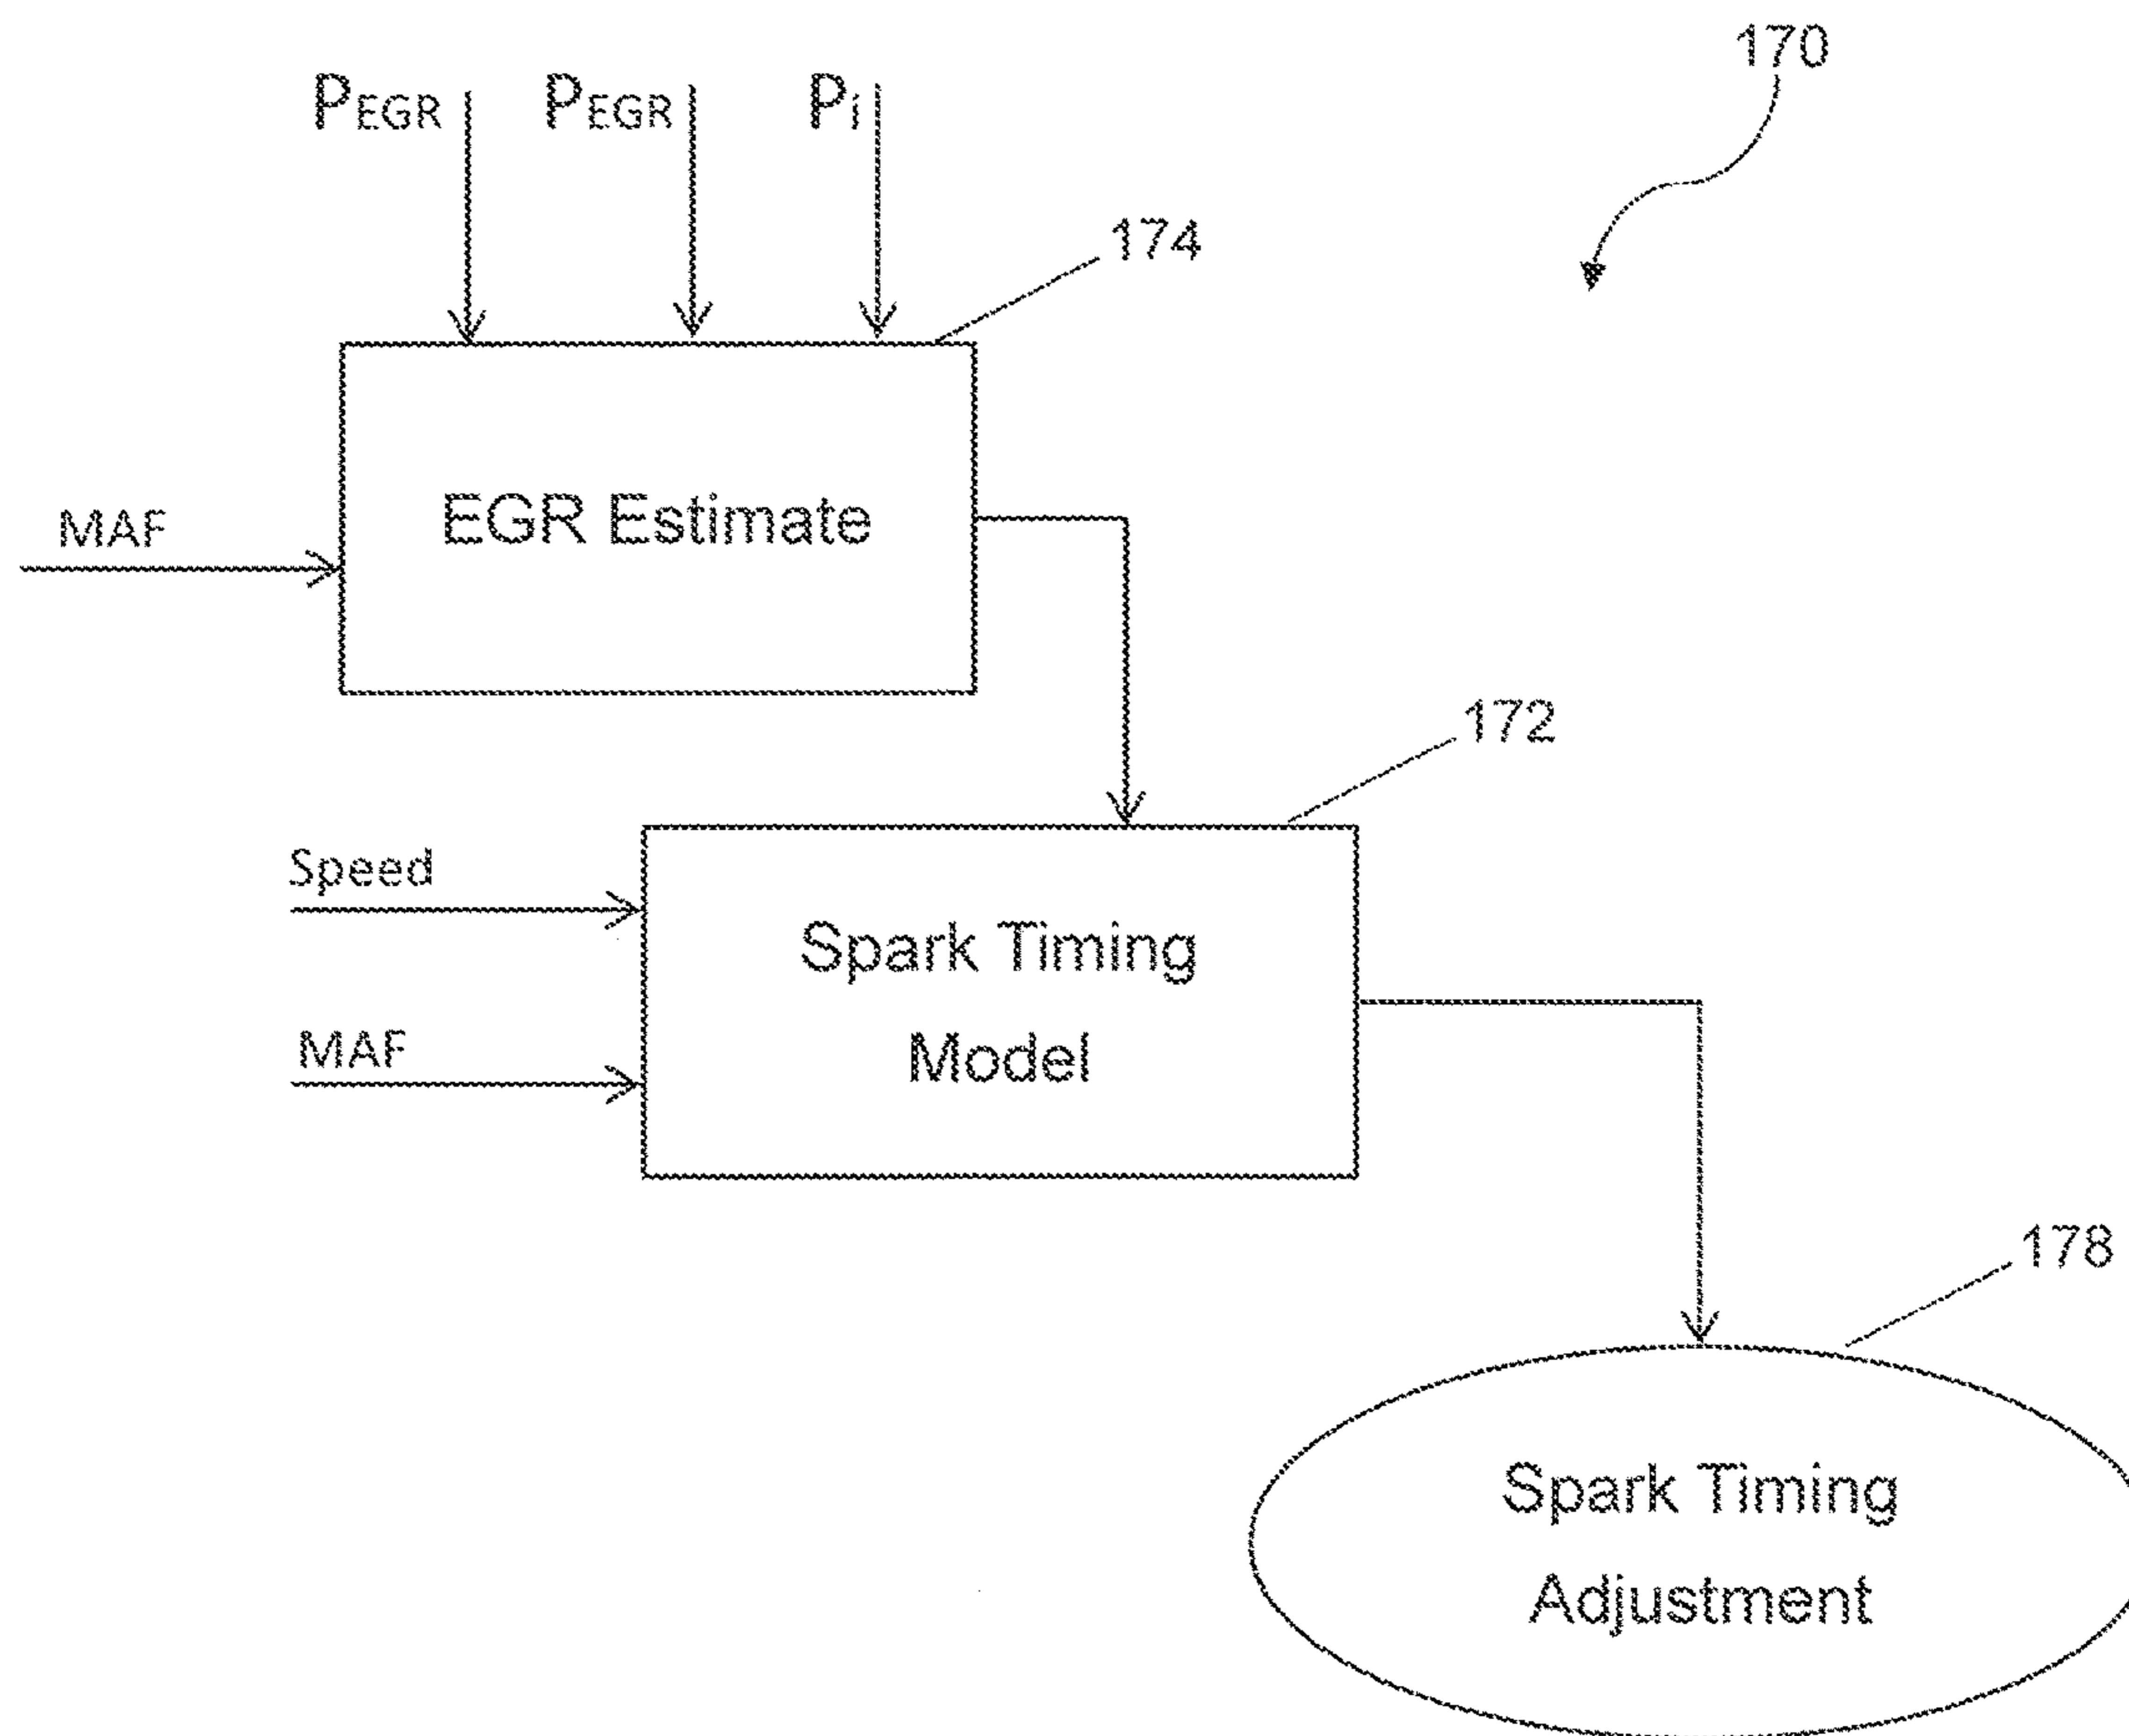 170
PEGR PEGR Pi
174
MAF
EGR Estimate
172
Speed
Spark Timing
Model
MAF
178
Spark Timing
Adjustment